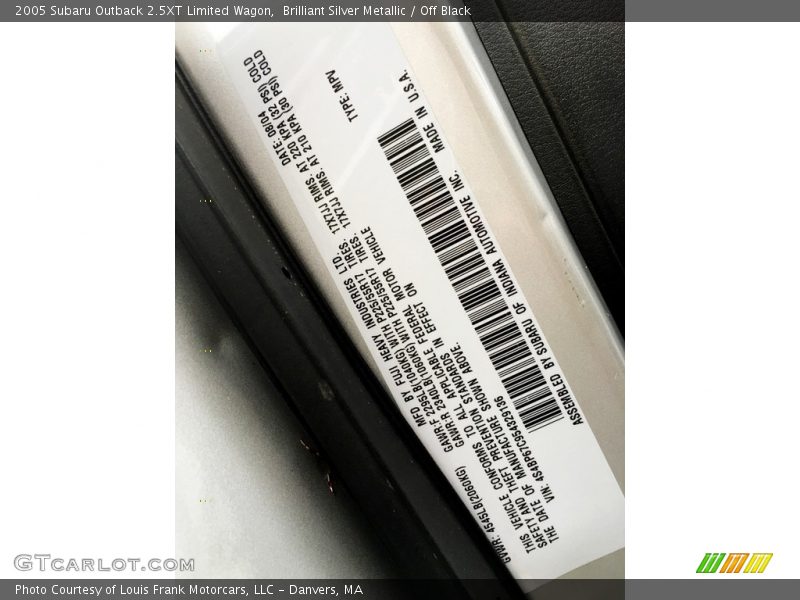 2005 Subaru Outback 2.5XT Limited Wagon, Brilliant Silver Metallic / Off Black
MFD BY FUJI HEAVY INDUSTRIES LTD. DATE: 08/04
GAWR:F 2295LB(1040KG) WITH P225/55R17 TIRES. 17X7JJ RIMS. AT 220 KPA (32 PSI) COLD
GAWR:R 2340LB(1060KG) WITH P225/55R17 TIRES. 17X7JJ RIMS. AT 210 KPA (30 PSI) COLD
GVWR: 4545LB(2060KG)
THIS VEHICLE CONFORMS TO ALL APPLICABLE FEDERAL MOTOR VEHICLE
SAFETY AND THEFT PREVENTION STANDARDS IN EFFECT ON
THE DATE OF MANUFACTURE SHOWN ABOVE.
VIN: 4S4BP67C954329136
TYPE: MPV
ASSEMBLED BY SUBARU OF INDIANA AUTOMOTIVE INC. MADE IN U.S.A.
GTCarlot.com
Photo Courtesy of Louis Frank Motorcars, LLC - Danvers, MA